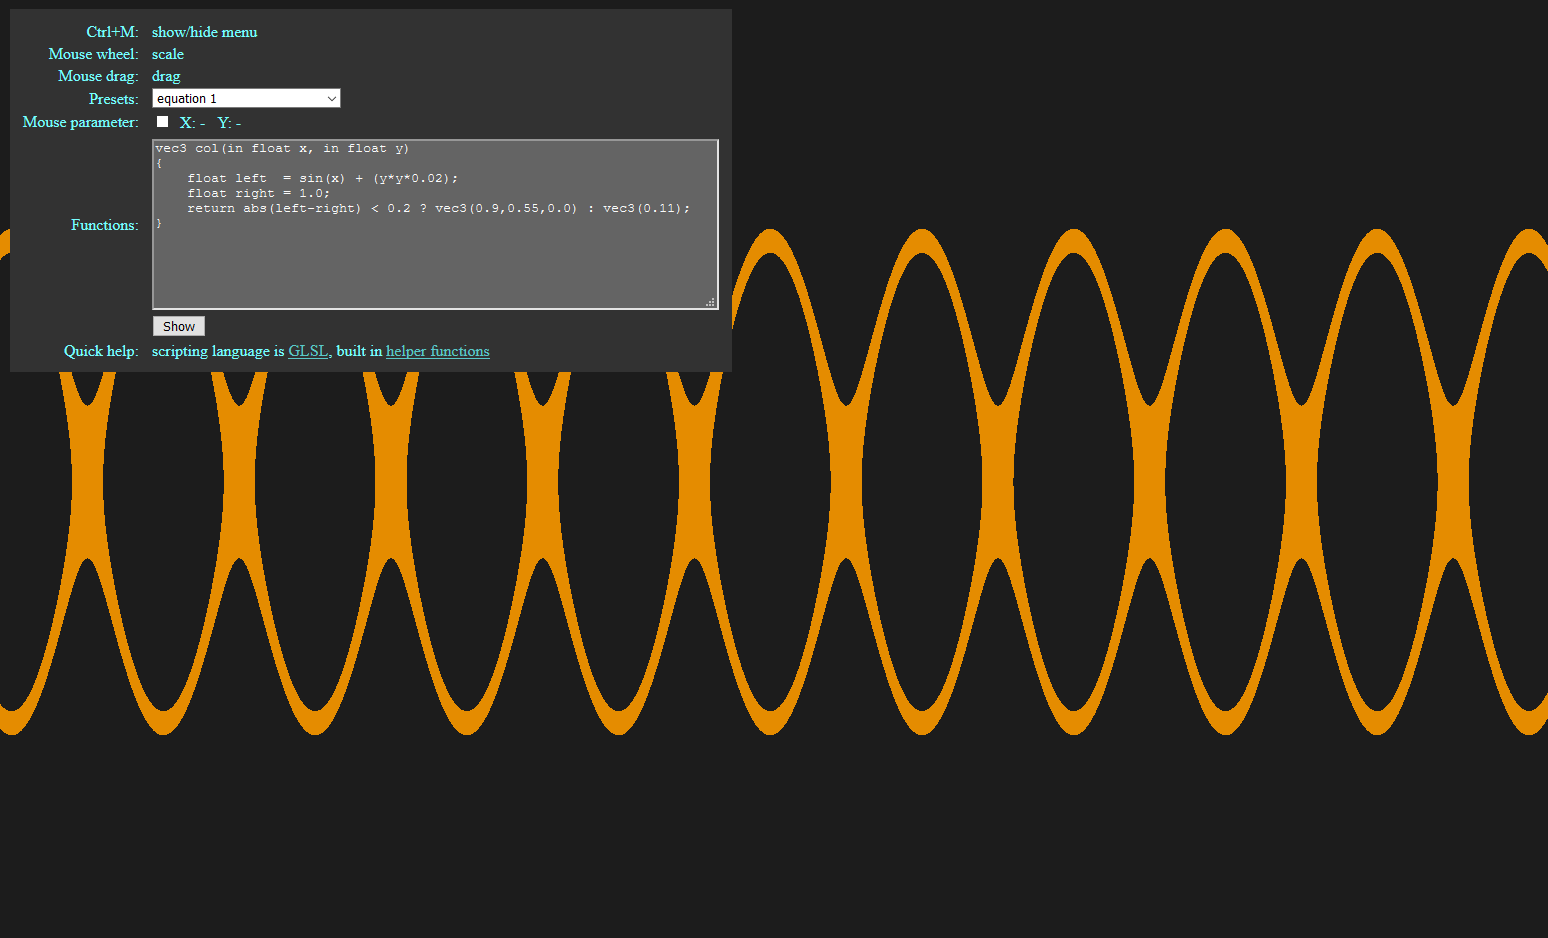 Ctrl+M: show/hide menu
Mouse wheel: scale
Mouse drag: drag
Presets: equation 1
Mouse parameter: X: - Y: -
Functions:
vec3 col(in float x, in float y)
{
    float left  = sin(x) + (y*y*0.02);
    float right = 1.0;
    return abs(left-right) < 0.2 ? vec3(0.9,0.55,0.0) : vec3(0.11);
}
Show
Quick help: scripting language is GLSL, built in helper functions